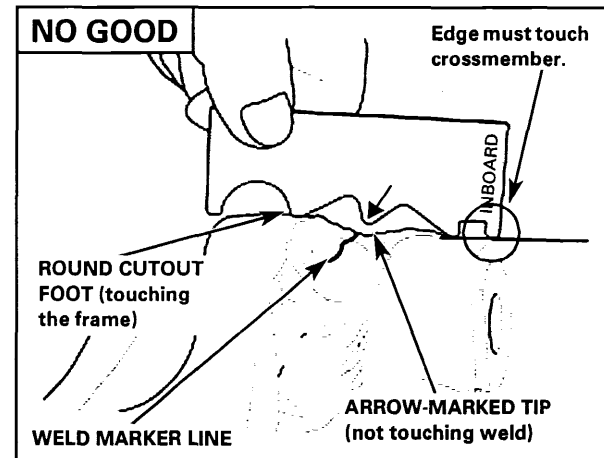 NO GOOD
Edge must touch
crossmember.
INBOARD
ROUND CUTOUT
FOOT (touching
the frame)
WELD MARKER LINE
ARROW-MARKED TIP
(not touching weld)